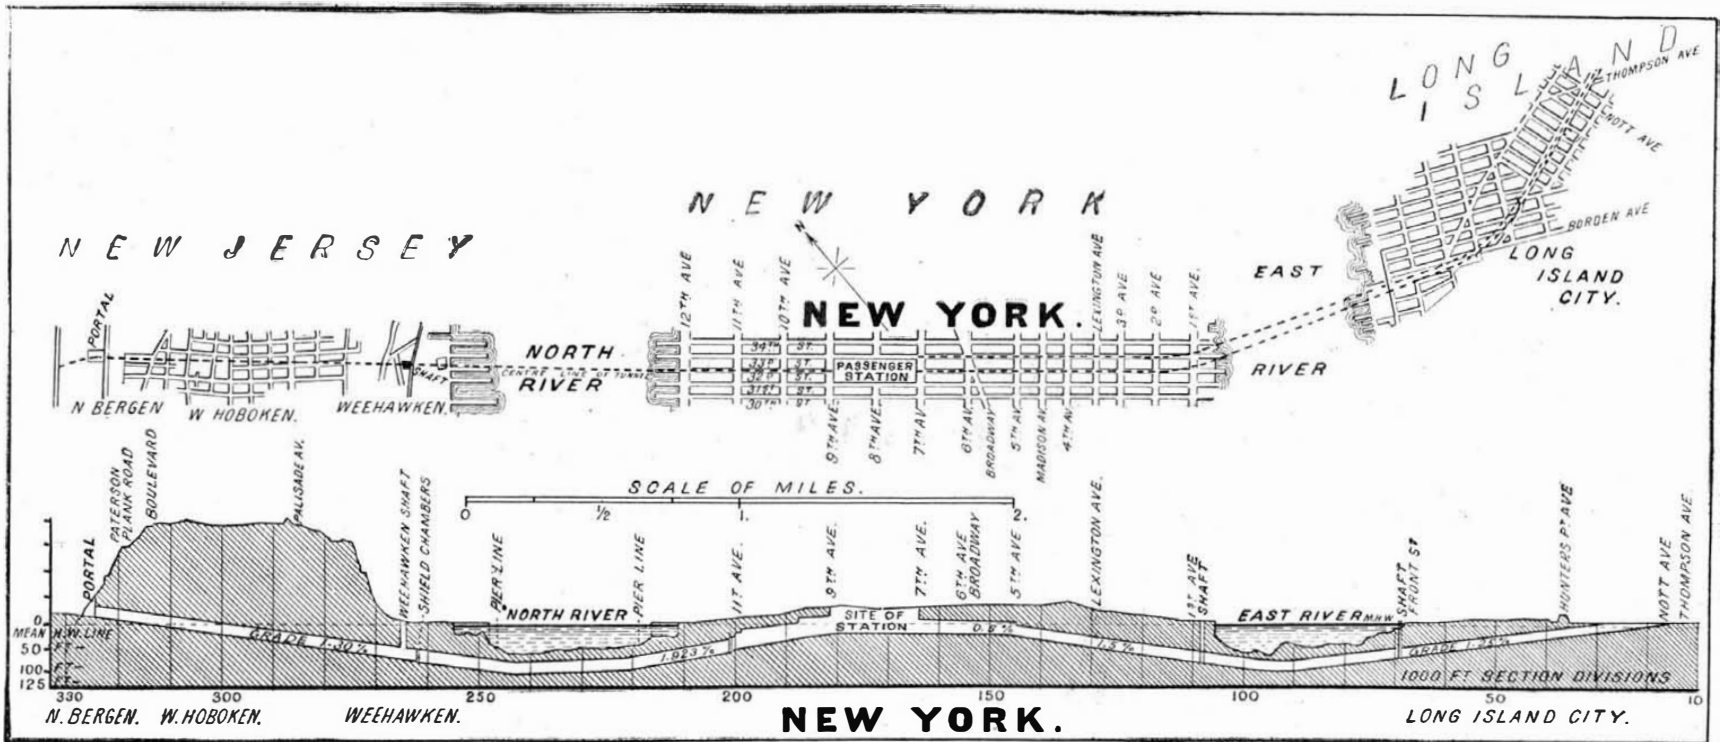 LONG
ISLAND
THOMPSON AVE
NOTT AVE
BORDEN AVE
LONG
ISLAND
CITY.
NEW JERSEY
NEW YORK
N
NEW YORK.
EAST
RIVER
PORTAL
SHAFT
NORTH
RIVER
CENTRE LINE OF TUNNEL
N BERGEN
W HOBOKEN.
WEEHAWKEN.
12TH AVE
11TH AVE
10TH AVE
LEXINGTON AVE
3D AVE
2D AVE
1ST AVE.
34TH ST.
33D ST.
32D ST.
31ST ST.
30TH ST
PASSENGER
STATION
9TH AVE.
8TH AVE.
7TH AV
6TH AV.
BROADWAY
5TH AV.
MADISON AV.
4TH AV
SCALE OF MILES.
0 1/2 1. 2.
PORTAL
PATERSON
PLANK ROAD
BOULEVARD
PALISADE AV.
WEEHAWKEN SHAFT
SHIELD CHAMBERS
PIER LINE
NORTH RIVER
PIER LINE
11T AVE.
9TH AVE.
7TH AVE.
6TH AVE
BROADWAY
5TH AVE
LEXINGTON AVE.
1ST AVE
SHAFT
EAST RIVER M.H.W
SHAFT
FRONT ST
HUNTERS PT AVE
NOTT AVE
THOMPSON AVE.
SITE OF
STATION
0
MEAN H.W. LINE
50 FT
100 FT
125 FT
GRADE 1.30 %
1.923 %
1.5 %
1000 FT SECTION DIVISIONS
330 300 250 200 150 100 50 10
N. BERGEN. W. HOBOKEN. WEEHAWKEN. NEW YORK. LONG ISLAND CITY.